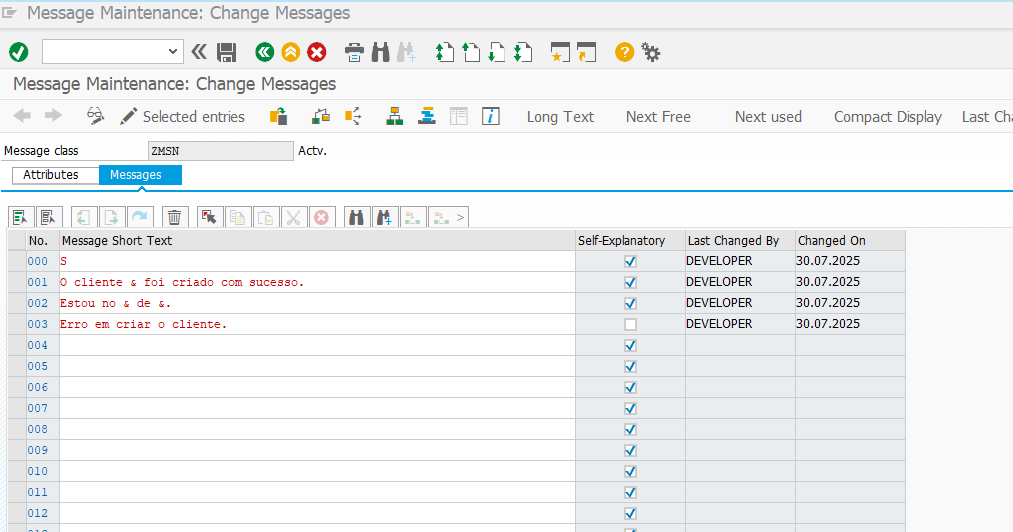 Message Maintenance: Change Messages
Message Maintenance: Change Messages
Selected entries Long Text Next Free Next used Compact Display Last Cha
Message class ZMSN Actv.
Attributes Messages
No. Message Short Text Self-Explanatory Last Changed By Changed On
000 S DEVELOPER 30.07.2025
001 O cliente & foi criado com sucesso. DEVELOPER 30.07.2025
002 Estou no & de &. DEVELOPER 30.07.2025
003 Erro em criar o cliente. DEVELOPER 30.07.2025
004
005
006
007
008
009
010
011
012